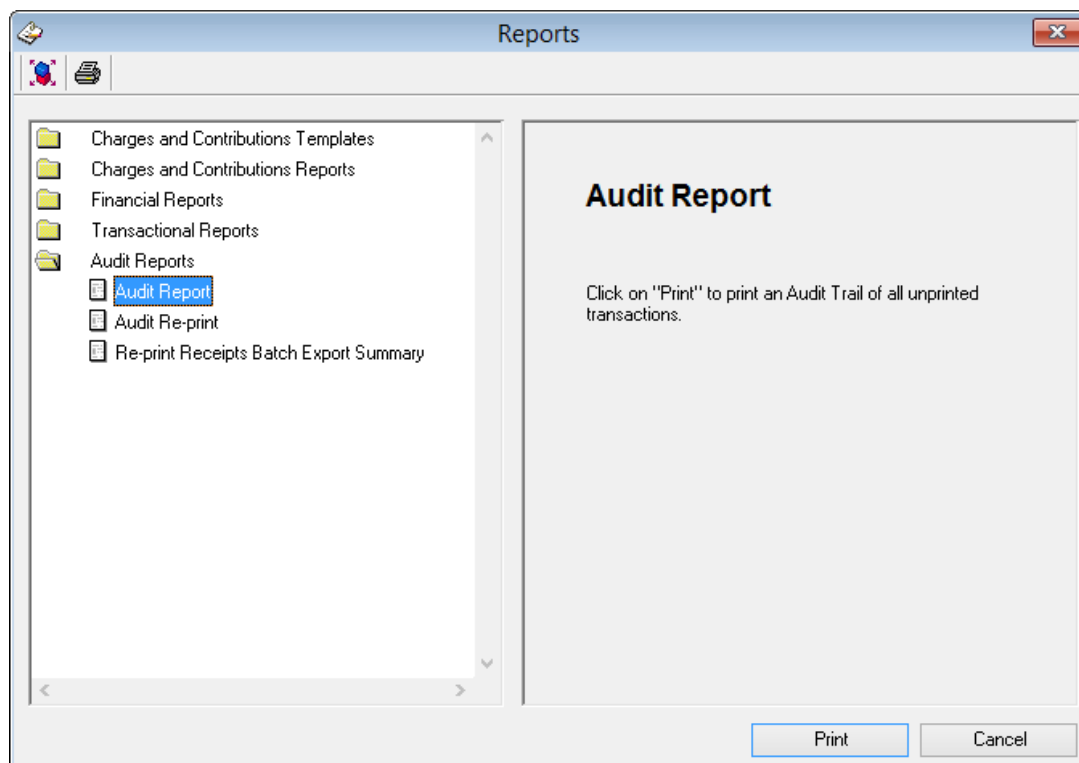 Reports
Charges and Contributions Templates
Charges and Contributions Reports
Financial Reports
Transactional Reports
Audit Reports
Audit Report
Audit Re-print
Re-print Receipts Batch Export Summary
Audit Report
Click on "Print" to print an Audit Trail of all unprinted
transactions.
Print
Cancel